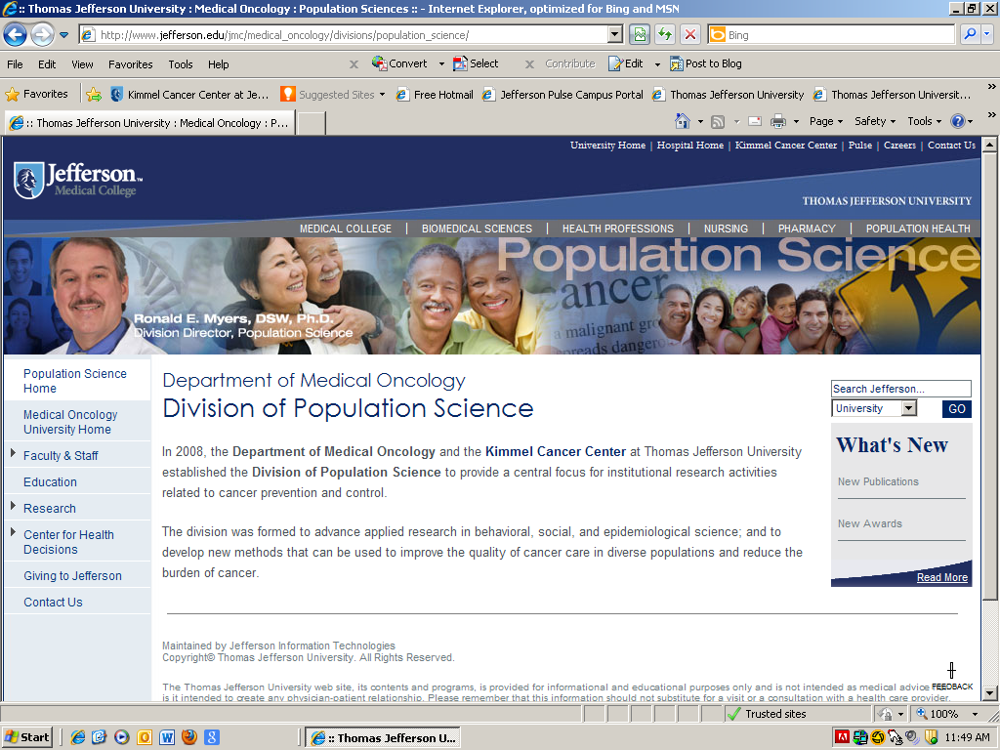 :: Thomas Jefferson University : Medical Oncology : Population Sciences :: - Internet Explorer, optimized for Bing and MSN
http://www.jefferson.edu/jmc/medical_oncology/divisions/population_science/
Bing
File Edit View Favorites Tools Help
x Convert Select x Contribute Edit Post to Blog
Favorites Kimmel Cancer Center at Je... Suggested Sites Free Hotmail Jefferson Pulse Campus Portal Thomas Jefferson University Thomas Jefferson Universit... »
:: Thomas Jefferson University : Medical Oncology : P... Page Safety Tools »
University Home | Hospital Home | Kimmel Cancer Center | Pulse | Careers | Contact Us
Jefferson™
Medical College
THOMAS JEFFERSON UNIVERSITY
MEDICAL COLLEGE | BIOMEDICAL SCIENCES | HEALTH PROFESSIONS | NURSING | PHARMACY | POPULATION HEALTH
Population Science
cancer
a malignant
spreads
Ronald E. Myers, DSW, Ph.D.
Division Director, Population Science
Population Science
Home
Medical Oncology
University Home
Faculty & Staff
Education
Research
Center for Health
Decisions
Giving to Jefferson
Contact Us
Department of Medical Oncology
Division of Population Science
In 2008, the Department of Medical Oncology and the Kimmel Cancer Center at Thomas Jefferson University
established the Division of Population Science to provide a central focus for institutional research activities
related to cancer prevention and control.
The division was formed to advance applied research in behavioral, social, and epidemiological science; and to
develop new methods that can be used to improve the quality of cancer care in diverse populations and reduce the
burden of cancer.
Search Jefferson...
University GO
What's New
New Publications
New Awards
Read More
Maintained by Jefferson Information Technologies
Copyright© Thomas Jefferson University. All Rights Reserved.
The Thomas Jefferson University web site, its contents and programs, is provided for informational and educational purposes only and is not intended as medical advice
is it intended to create any physician-patient relationship. Please remember that this information should not substitute for a visit or a consultation with a health care provider.
FEEDBACK
Trusted sites 100%
Start :: Thomas Jefferson U... 11:49 AM